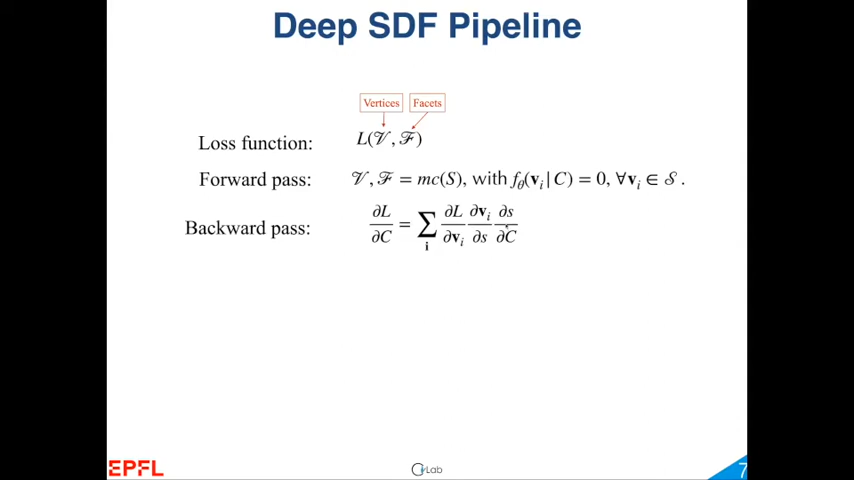 Deep SDF Pipeline
Vertices Facets
Loss function: L(𝒱, ℱ)
Forward pass: 𝒱, ℱ = mc(S), with f_θ(v_i | C) = 0, ∀v_i ∈ 𝒮 .
Backward pass: ∂L/∂C = ∑_i ∂L/∂v_i ∂v_i/∂s ∂s/∂C
EPFL
CVLab
7